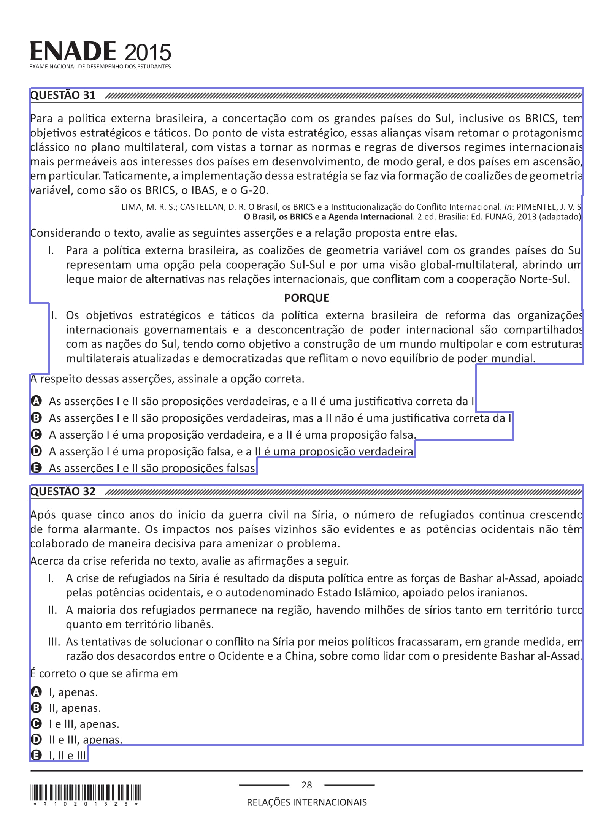 ENADE 2015
EXAME NACIONAL DE DESEMPENHO DOS ESTUDANTES
QUESTÃO 31
Para a política externa brasileira, a concertação com os grandes países do Sul, inclusive os BRICS, tem
objetivos estratégicos e táticos. Do ponto de vista estratégico, essas alianças visam retomar o protagonismo
clássico no plano multilateral, com vistas a tornar as normas e regras de diversos regimes internacionais
mais permeáveis aos interesses dos países em desenvolvimento, de modo geral, e dos países em ascensão,
em particular. Taticamente, a implementação dessa estratégia se faz via formação de coalizões de geometria
variável, como são os BRICS, o IBAS, e o G-20.
LIMA, M. R. S.; CASTELLAN, D. R. O Brasil, os BRICS e a Institucionalização do Conflito Internacional. In: PIMENTEL, J. V. S
O Brasil, os BRICS e a Agenda Internacional. 2 ed. Brasília: Ed. FUNAG, 2013 (adaptado)
Considerando o texto, avalie as seguintes asserções e a relação proposta entre elas.
I. Para a política externa brasileira, as coalizões de geometria variável com os grandes países do Su
representam uma opção pela cooperação Sul-Sul e por uma visão global-multilateral, abrindo um
leque maior de alternativas nas relações internacionais, que conflitam com a cooperação Norte-Sul.
PORQUE
I. Os objetivos estratégicos e táticos da política externa brasileira de reforma das organizações
internacionais governamentais e a desconcentração de poder internacional são compartilhados
com as nações do Sul, tendo como objetivo a construção de um mundo multipolar e com estruturas
multilaterais atualizadas e democratizadas que reflitam o novo equilíbrio de poder mundial.
A respeito dessas asserções, assinale a opção correta.
A As asserções I e II são proposições verdadeiras, e a II é uma justificativa correta da I
B As asserções I e II são proposições verdadeiras, mas a II não é uma justificativa correta da I
C A asserção I é uma proposição verdadeira, e a II é uma proposição falsa.
D A asserção I é uma proposição falsa, e a II é uma proposição verdadeira
E As asserções I e II são proposições falsas
QUESTÃO 32
Após quase cinco anos do início da guerra civil na Síria, o número de refugiados continua crescendo
de forma alarmante. Os impactos nos países vizinhos são evidentes e as potências ocidentais não têm
colaborado de maneira decisiva para amenizar o problema.
Acerca da crise referida no texto, avalie as afirmações a seguir.
I. A crise de refugiados na Síria é resultado da disputa política entre as forças de Bashar al-Assad, apoiado
pelas potências ocidentais, e o autodenominado Estado Islâmico, apoiado pelos iranianos.
II. A maioria dos refugiados permanece na região, havendo milhões de sírios tanto em território turco
quanto em território libanês.
III. As tentativas de solucionar o conflito na Síria por meios políticos fracassaram, em grande medida, em
razão dos desacordos entre o Ocidente e a China, sobre como lidar com o presidente Bashar al-Assad.
É correto o que se afirma em
A I, apenas.
B II, apenas.
C I e III, apenas.
D II e III, apenas.
E I, II e III
28
RELAÇÕES INTERNACIONAIS